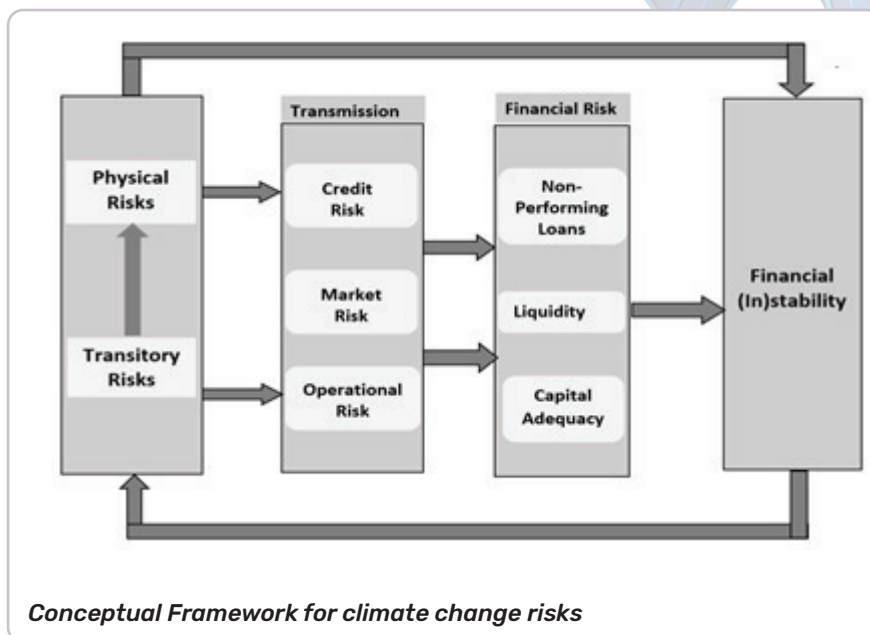 Transmission
Financial Risk
Physical
Risks
Transitory
Risks
Credit
Risk
Market
Risk
Operational
Risk
Non-
Performing
Loans
Liquidity
Capital
Adequacy
Financial
(In)stability
Conceptual Framework for climate change risks